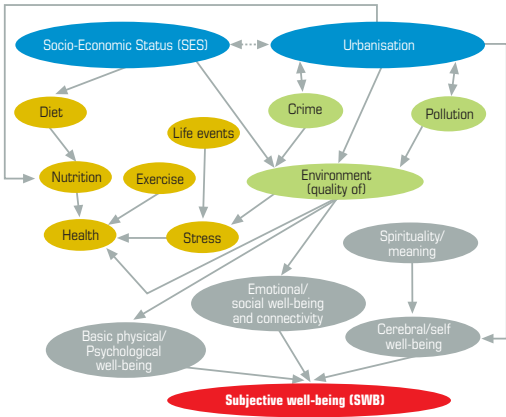 Socio-Economic Status (SES)
Urbanisation
Diet
Crime
Pollution
Life events
Nutrition
Exercise
Environment
(quality of)
Health
Stress
Spirituality/
meaning
Emotional/
social well-being
and connectivity
Basic physical/
Psychological
well-being
Cerebral/self
well-being
Subjective well-being (SWB)